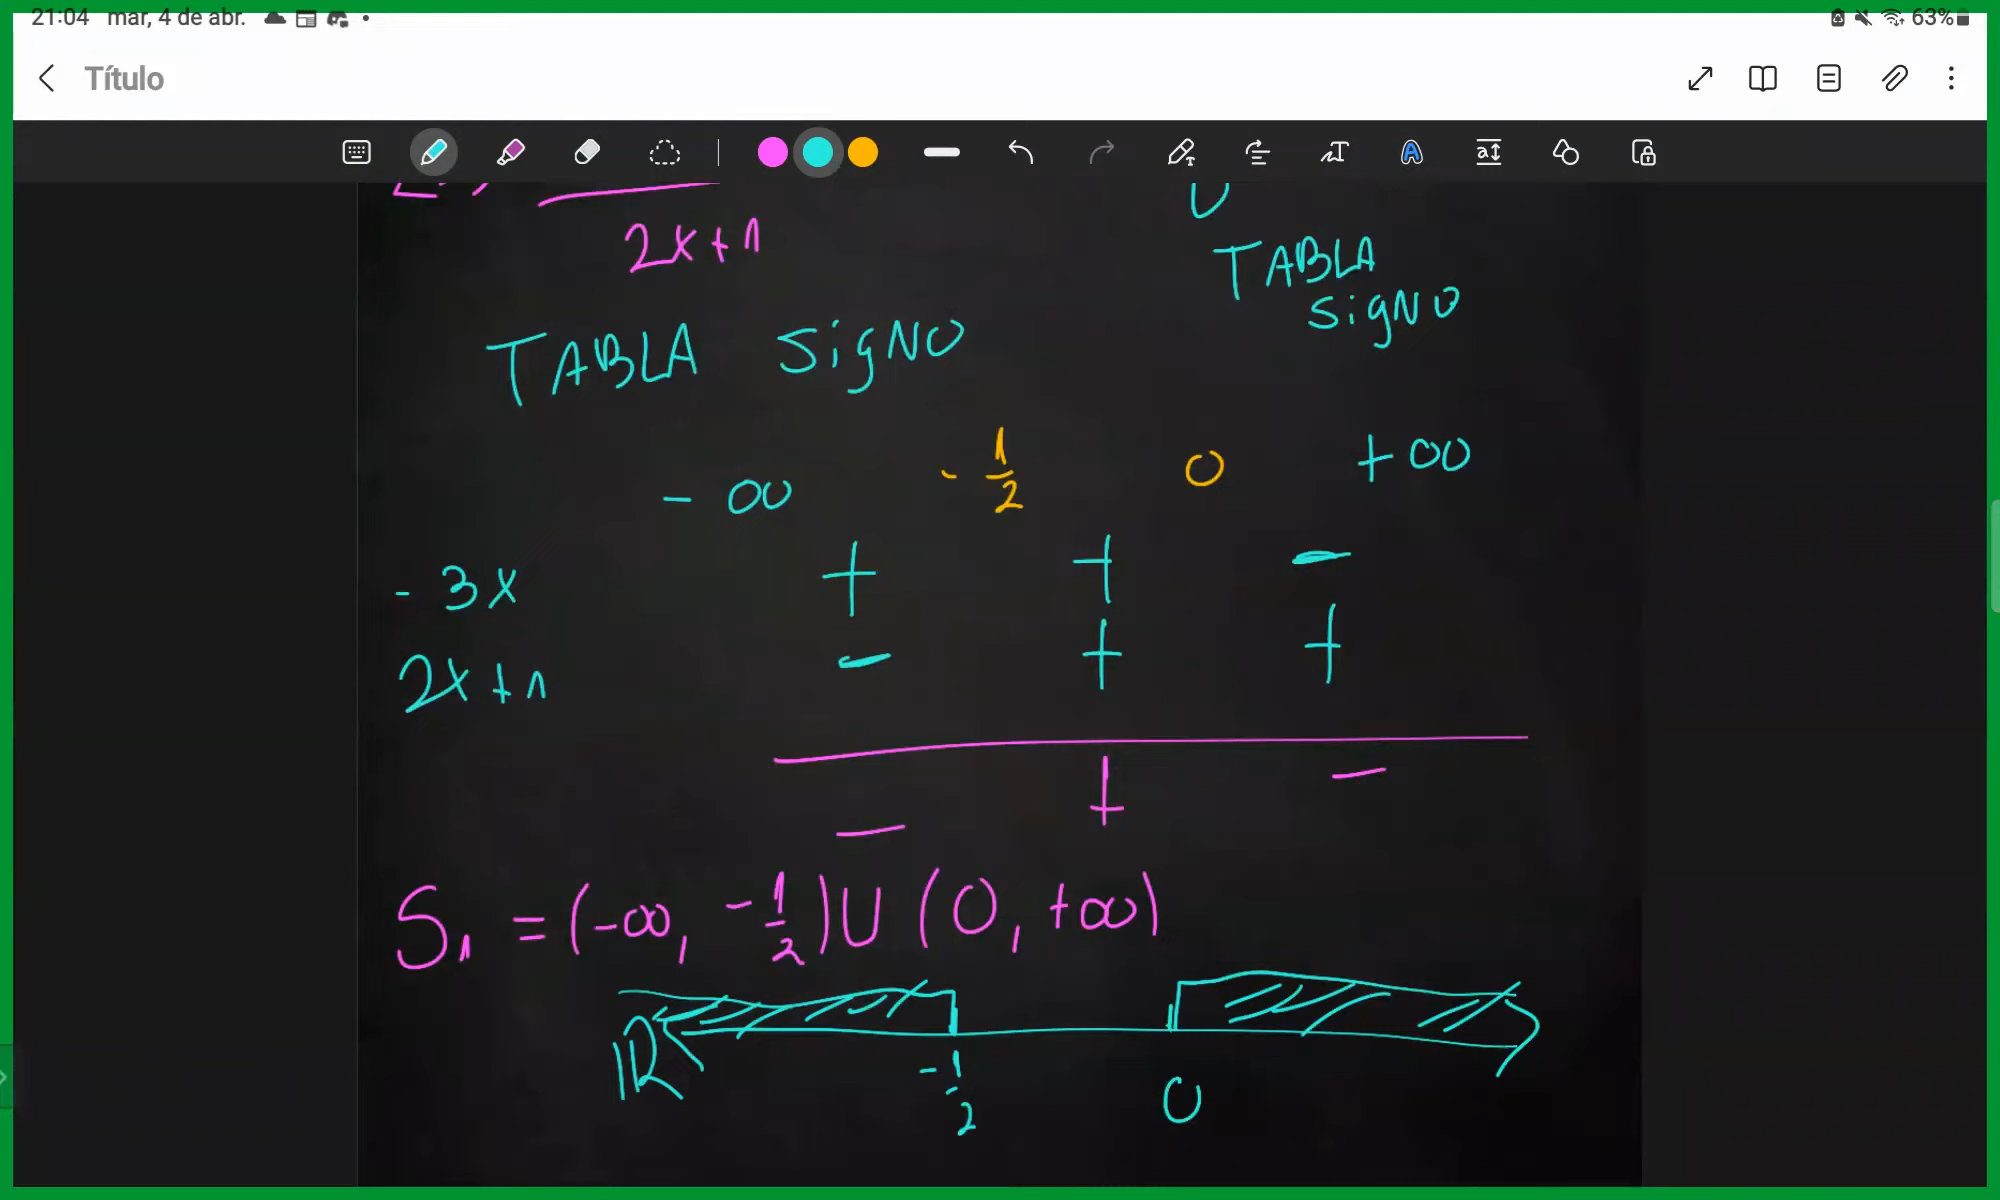 21:04 mar, 4 de abr. 63%
Título
2x+1
TABLA
SigNO
TABLA SigNO
-∞ -1/2 0 +∞
-3x + + -
2x+1 - + +
- + -
S₁ = (-∞, -1/2) U (0, +∞)
ℝ -1/2 0